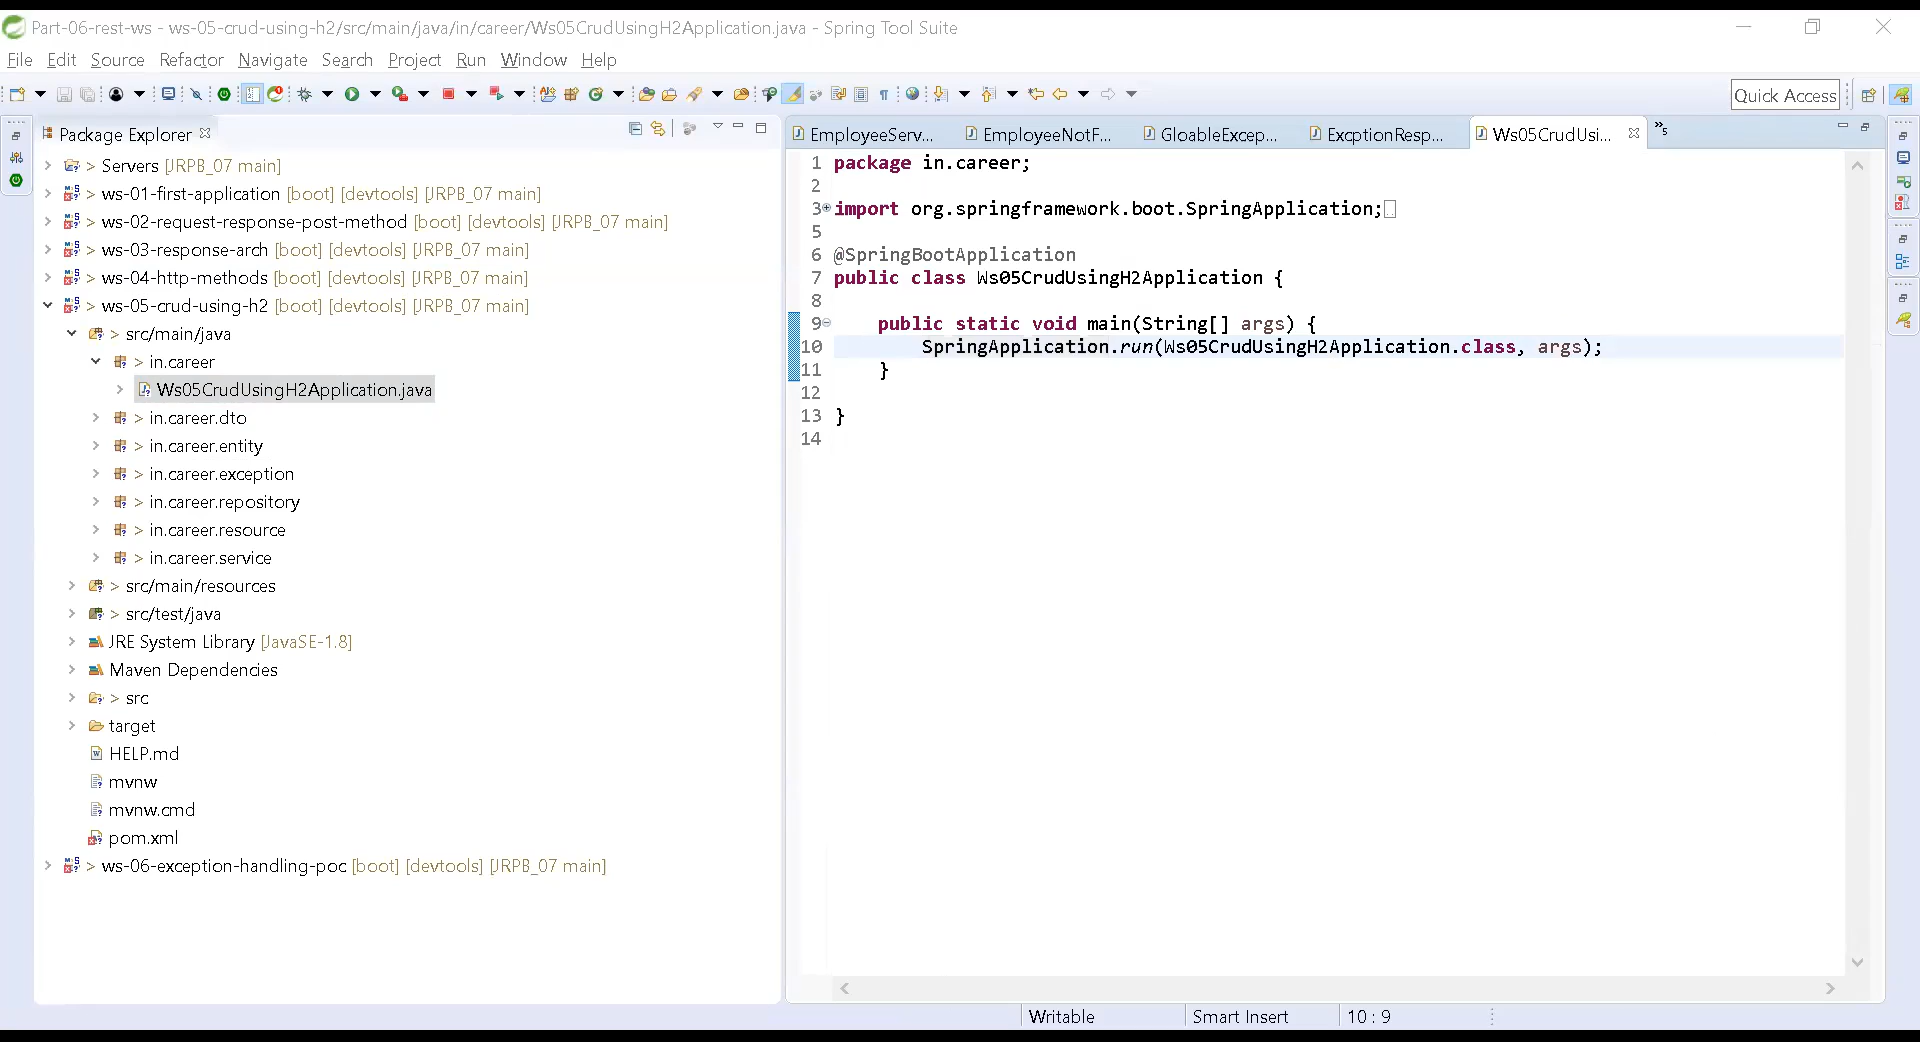 Part-06-rest-ws - ws-05-crud-using-h2/src/main/java/in/career/Ws05CrudUsingH2Application.java - Spring Tool Suite
File Edit Source Refactor Navigate Search Project Run Window Help
Quick Access
Package Explorer
> Servers [JRPB_07 main]
> ws-01-first-application [boot] [devtools] [JRPB_07 main]
> ws-02-request-response-post-method [boot] [devtools] [JRPB_07 main]
> ws-03-response-arch [boot] [devtools] [JRPB_07 main]
> ws-04-http-methods [boot] [devtools] [JRPB_07 main]
> ws-05-crud-using-h2 [boot] [devtools] [JRPB_07 main]
> src/main/java
> in.career
Ws05CrudUsingH2Application.java
> in.career.dto
> in.career.entity
> in.career.exception
> in.career.repository
> in.career.resource
> in.career.service
> src/main/resources
> src/test/java
JRE System Library [JavaSE-1.8]
Maven Dependencies
> src
target
HELP.md
mvnw
mvnw.cmd
pom.xml
> ws-06-exception-handling-poc [boot] [devtools] [JRPB_07 main]
EmployeeServ... EmployeeNotF... GloableExcep... ExcptionResp... Ws05CrudUsi... »5
1 package in.career;
2
3 import org.springframework.boot.SpringApplication;
5
6 @SpringBootApplication
7 public class Ws05CrudUsingH2Application {
8
9 public static void main(String[] args) {
10 SpringApplication.run(Ws05CrudUsingH2Application.class, args);
11 }
12
13 }
14
Writable Smart Insert 10 : 9